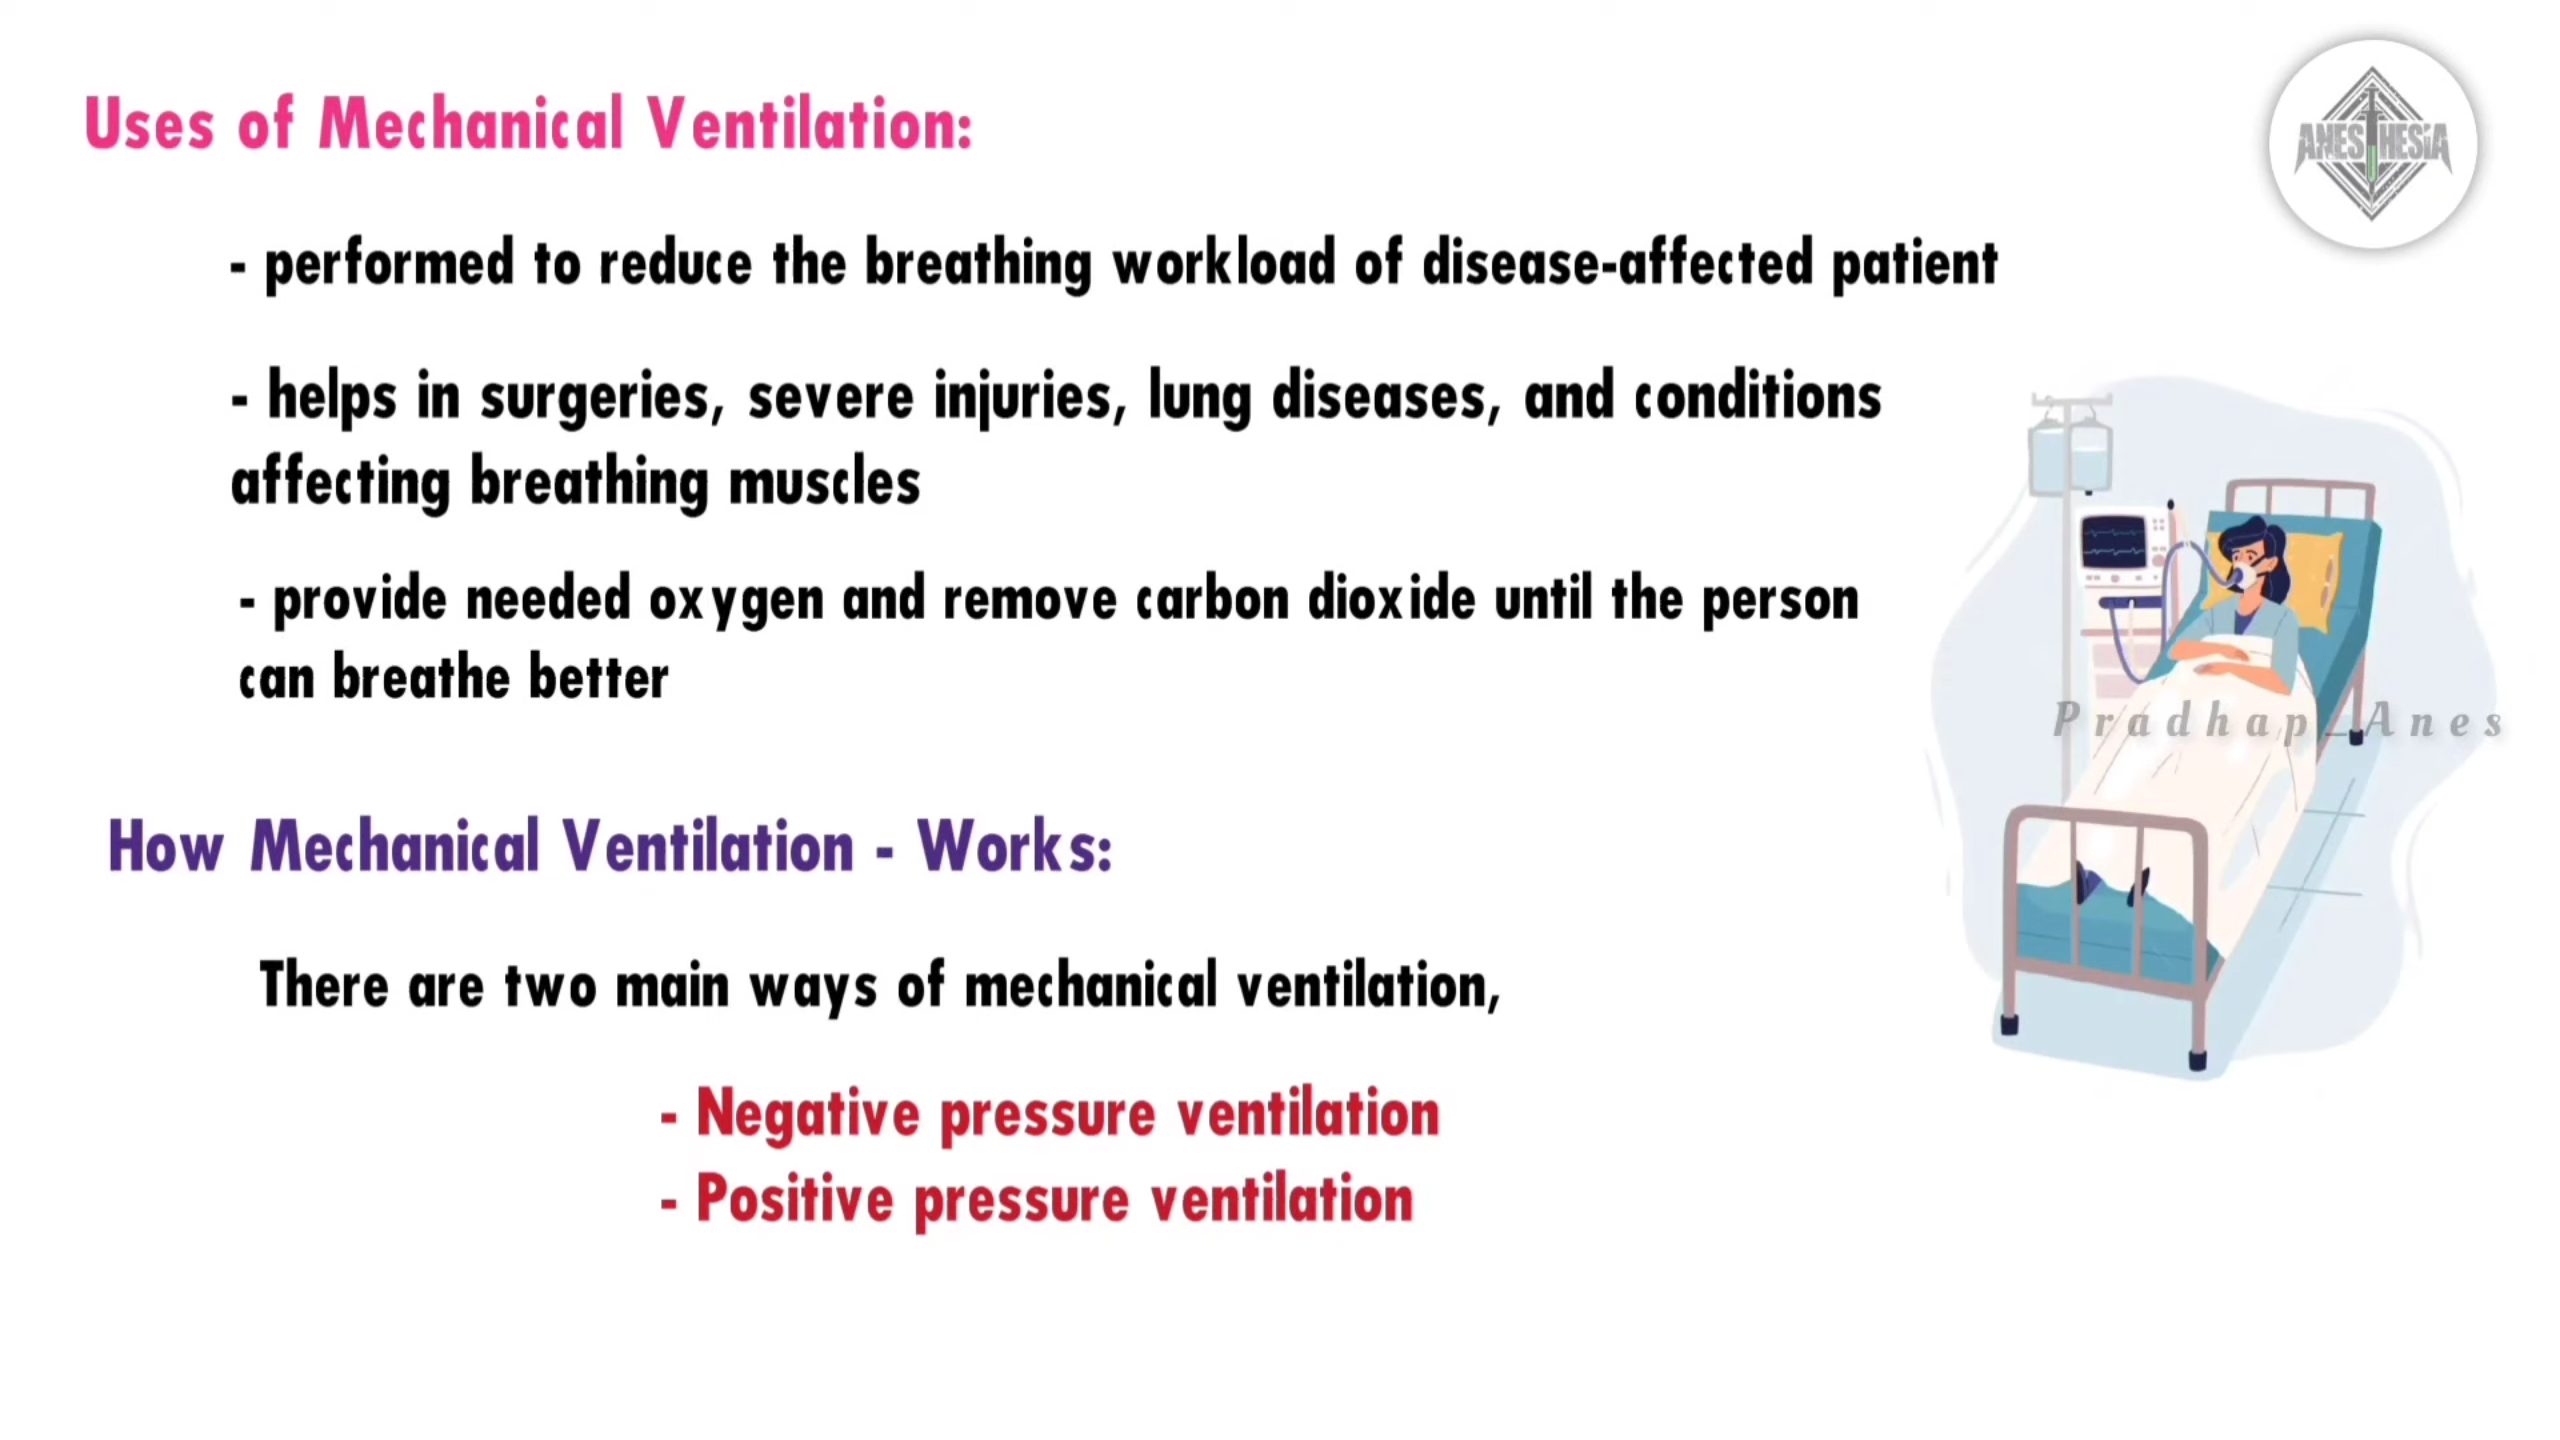 Uses of Mechanical Ventilation:
ANESTHESiA
- performed to reduce the breathing workload of disease-affected patient
- helps in surgeries, severe injuries, lung diseases, and conditions
affecting breathing muscles
- provide needed oxygen and remove carbon dioxide until the person
can breathe better
Pradhap_Anes
How Mechanical Ventilation - Works:
There are two main ways of mechanical ventilation,
- Negative pressure ventilation
- Positive pressure ventilation